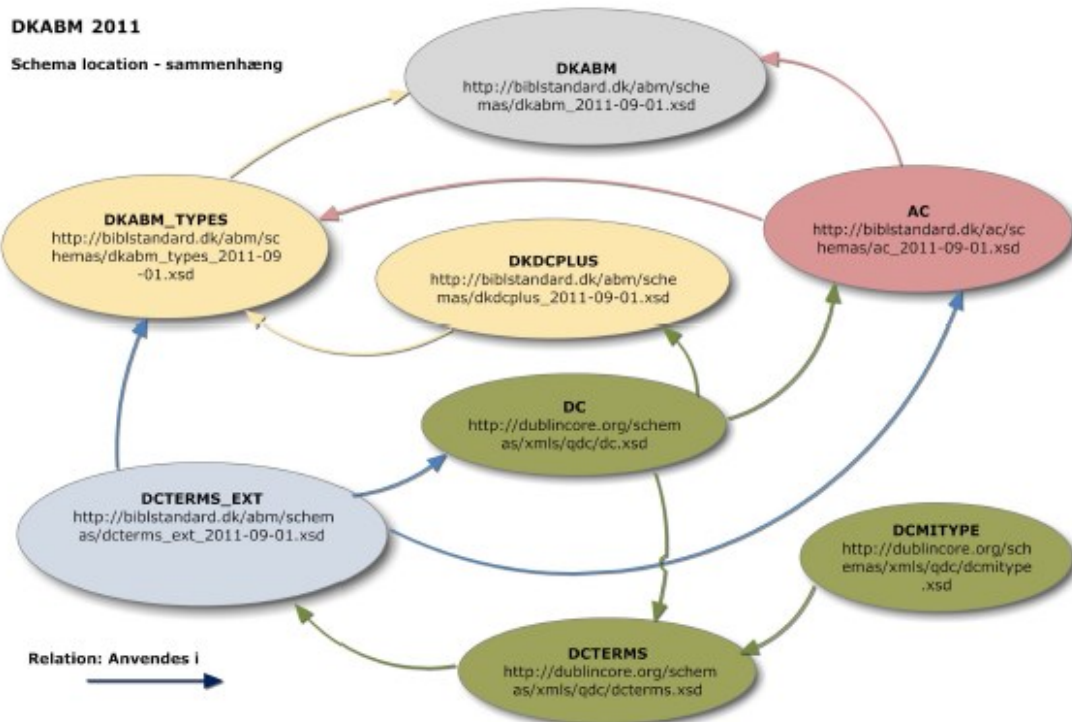 DKABM 2011
Schema location - sammenhæng
DKABM
http://biblstandard.dk/abm/sche
mas/dkabm_2011-09-01.xsd
DKABM_TYPES
http://biblstandard.dk/abm/sc
hemas/dkabm_types_2011-09
-01.xsd
AC
http://biblstandard.dk/ac/sc
hemas/ac_2011-09-01.xsd
DKDCPLUS
http://biblstandard.dk/abm/sche
mas/dkdcplus_2011-09-01.xsd
DC
http://dublincore.org/schem
as/xmls/qdc/dc.xsd
DCTERMS_EXT
http://biblstandard.dk/abm/schem
as/dcterms_ext_2011-09-01.xsd
DCMITYPE
http://dublincore.org/sch
emas/xmls/qdc/dcmitype
.xsd
DCTERMS
http://dublincore.org/schem
as/xmls/qdc/dcterms.xsd
Relation: Anvendes i